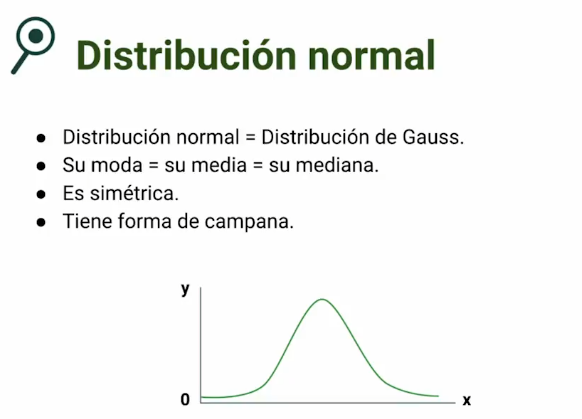 Distribución normal
● Distribución normal = Distribución de Gauss.
● Su moda = su media = su mediana.
● Es simétrica.
● Tiene forma de campana.
y
0
x